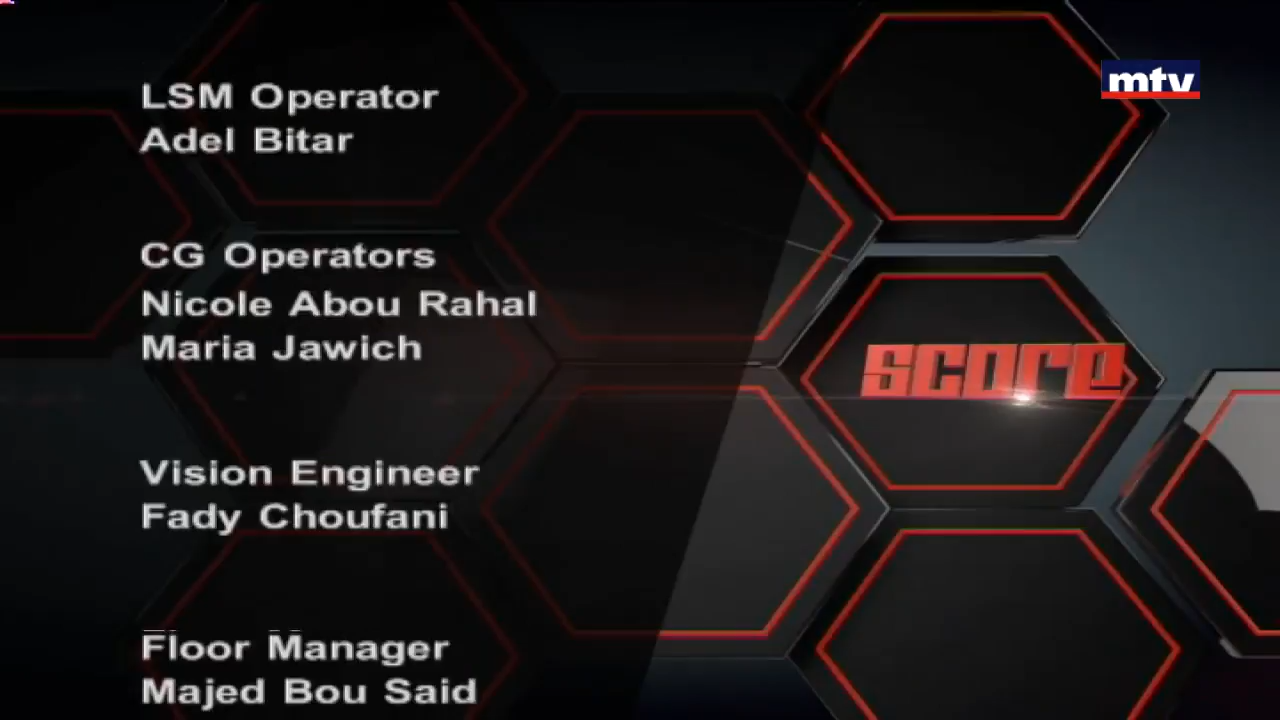 LSM Operator
Adel Bitar
CG Operators
Nicole Abou Rahal
Maria Jawich
Vision Engineer
Fady Choufani
Floor Manager
Majed Bou Said
mtv
score